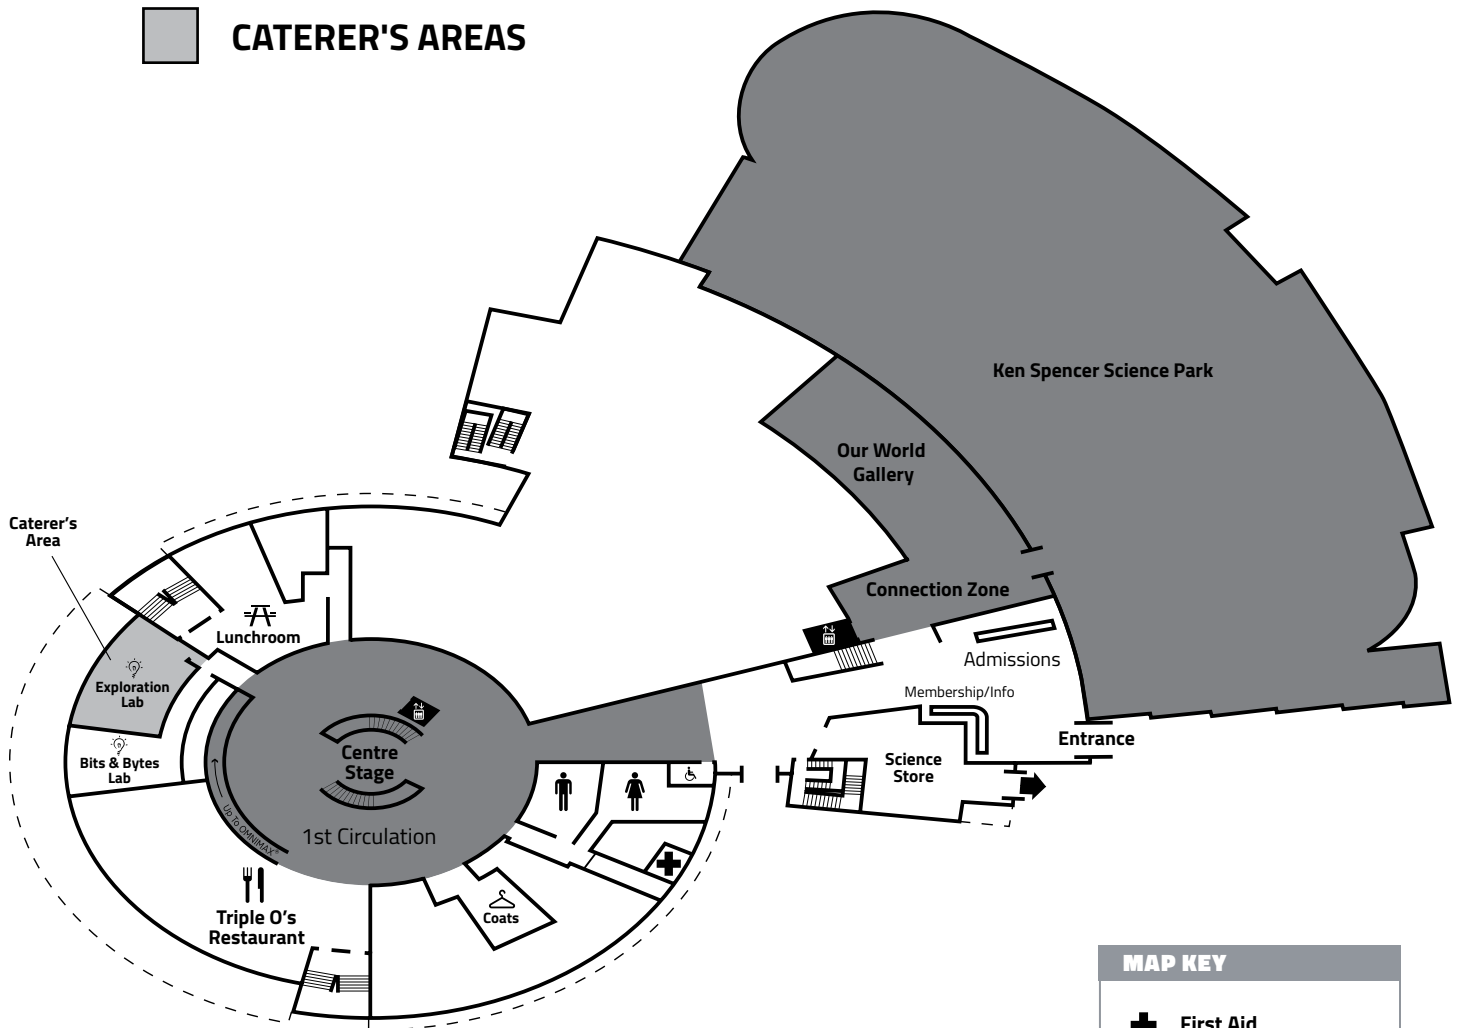 CATERER'S AREAS
Ken Spencer Science Park
Our World
Gallery
Caterer's
Area
Connection Zone
Lunchroom
Admissions
Exploration
Lab
Membership/Info
Centre
Stage
Entrance
Bits & Bytes
Lab
Science
Store
Up To OMNIMAX®
1st Circulation
Triple O's
Restaurant
Coats
MAP KEY
First Aid